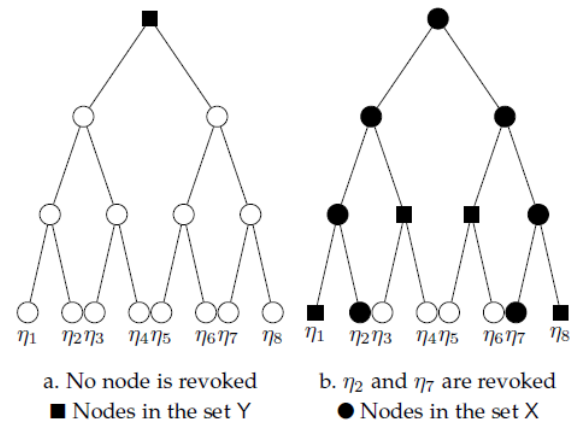 η1 η2 η3 η4 η5 η6 η7 η8 η1 η2 η3 η4 η5 η6 η7 η8
a. No node is revoked b. η2 and η7 are revoked
■ Nodes in the set Y ● Nodes in the set X